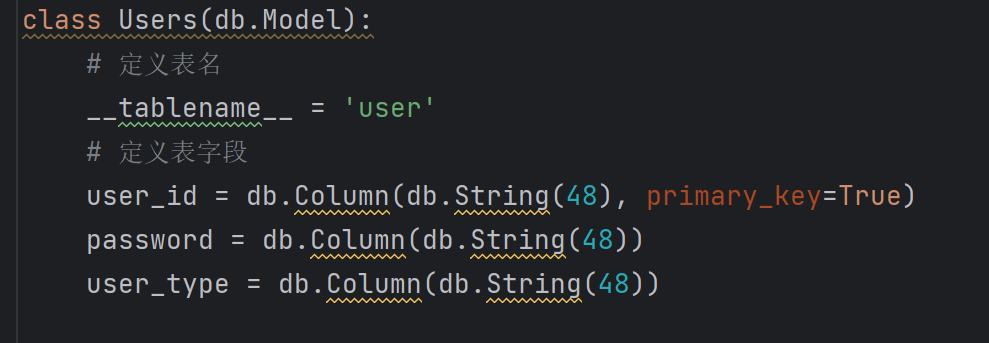 class Users(db.Model):
# 定义表名
__tablename__ = 'user'
# 定义表字段
user_id = db.Column(db.String(48), primary_key=True)
password = db.Column(db.String(48))
user_type = db.Column(db.String(48))